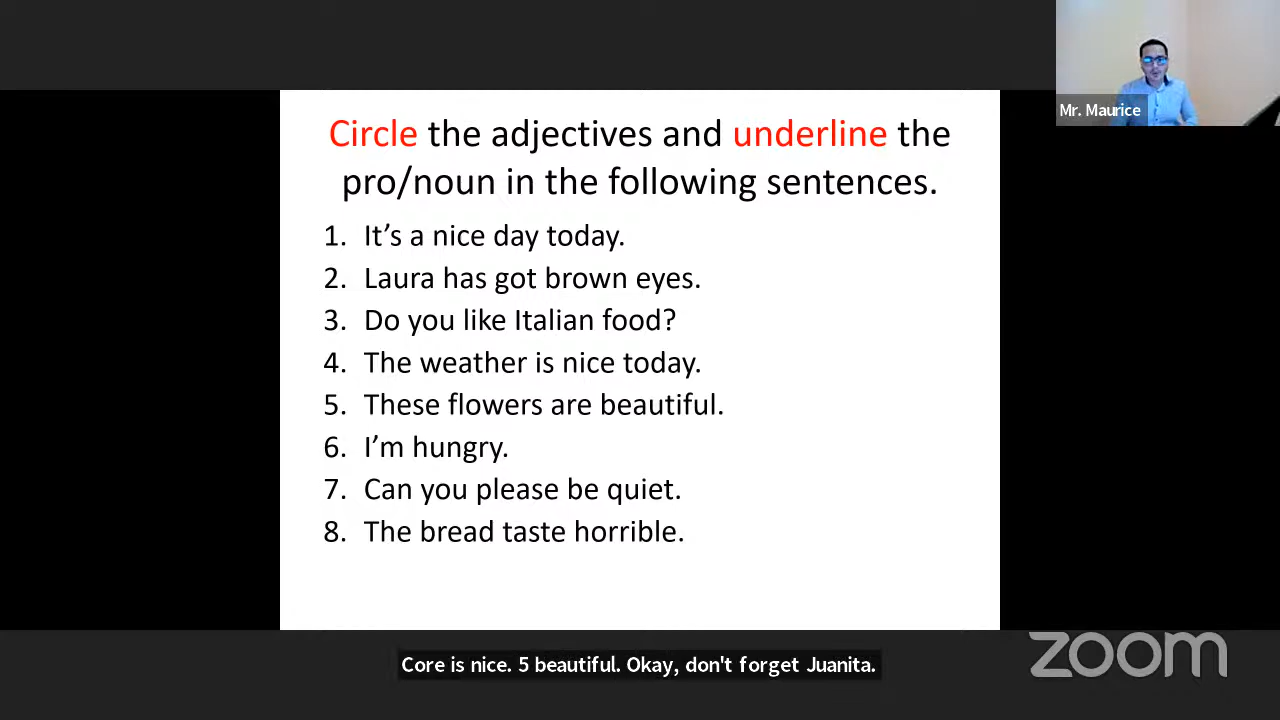 Mr. Maurice
Circle the adjectives and underline the
pro/noun in the following sentences.
1. It’s a nice day today.
2. Laura has got brown eyes.
3. Do you like Italian food?
4. The weather is nice today.
5. These flowers are beautiful.
6. I’m hungry.
7. Can you please be quiet.
8. The bread taste horrible.
Core is nice. 5 beautiful. Okay, don't forget Juanita.
zoom